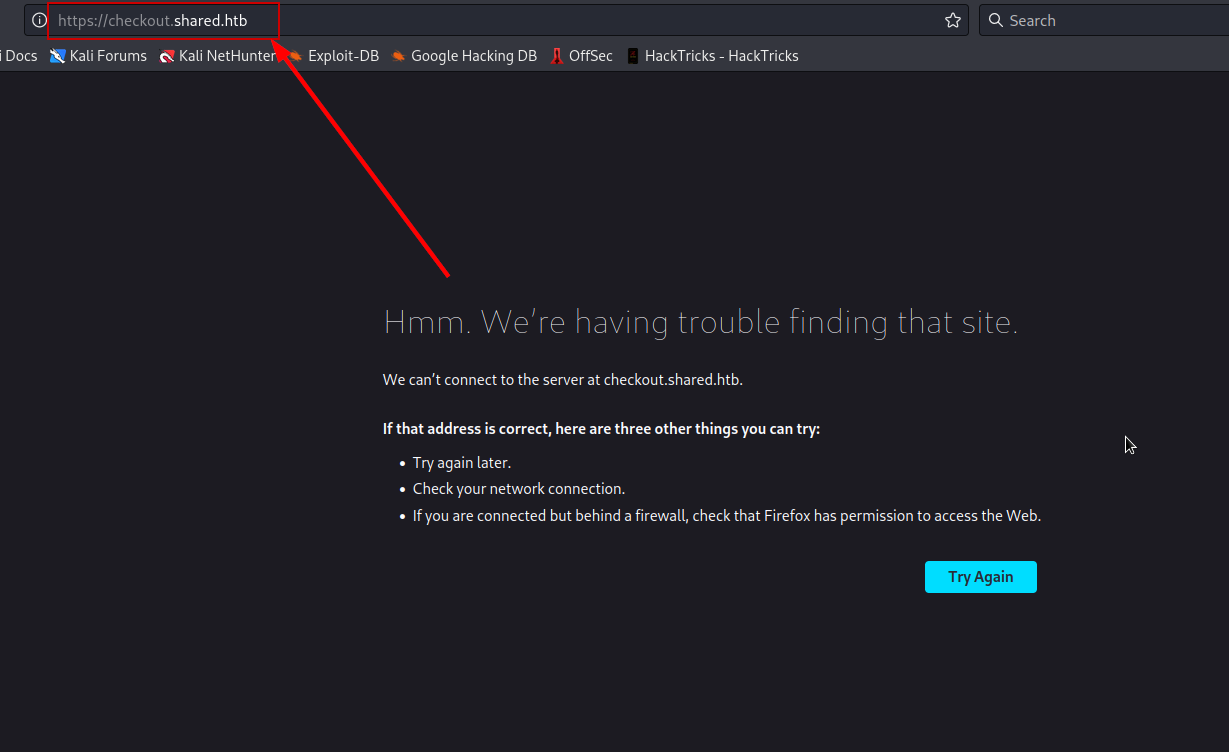 https://checkout.shared.htb
Search
i Docs Kali Forums Kali NetHunter Exploit-DB Google Hacking DB OffSec HackTricks - HackTricks
Hmm. We’re having trouble finding that site.
We can’t connect to the server at checkout.shared.htb.
If that address is correct, here are three other things you can try:
• Try again later.
• Check your network connection.
• If you are connected but behind a firewall, check that Firefox has permission to access the Web.
Try Again